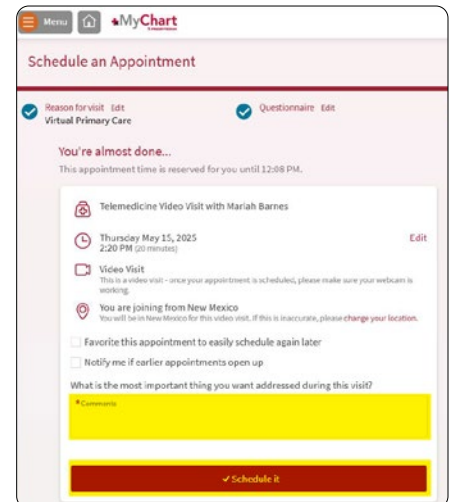 Menu MyChart
Schedule an Appointment
Reason for visit Edit
Virtual Primary Care
Questionnaire Edit
You're almost done...
This appointment time is reserved for you until 12:08 PM.
Telemedicine Video Visit with Mariah Barnes
Thursday May 15, 2025 Edit
2:20 PM (20 minutes)
Video Visit
This is a video visit - once your appointment is scheduled, please make sure your webcam is
working.
You are joining from New Mexico
You will be in New Mexico for this video visit. If this is inaccurate, please change your location.
Favorite this appointment to easily schedule again later
Notify me if earlier appointments open up
What is the most important thing you want addressed during this visit?
*Comments
✓ Schedule it